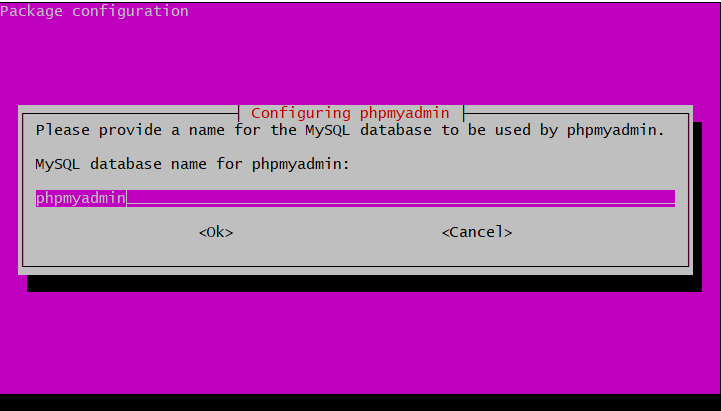 Package configuration
Configuring phpmyadmin
Please provide a name for the MySQL database to be used by phpmyadmin.
MySQL database name for phpmyadmin:
phpmyadmin
<Ok> <Cancel>